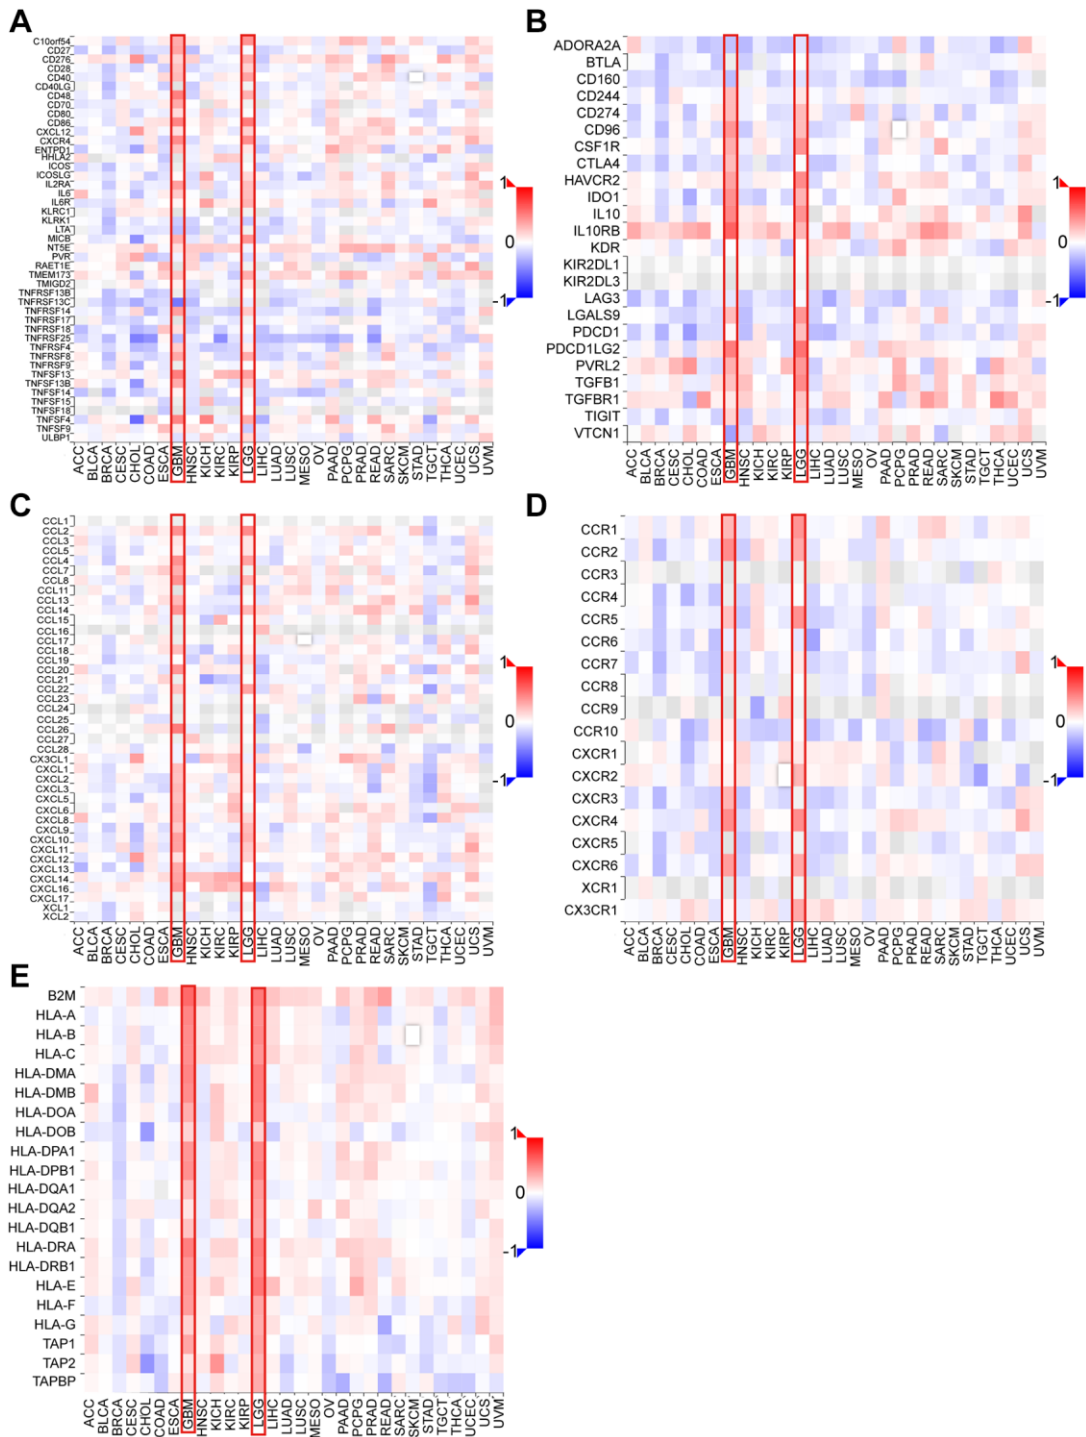 A
C10orf54
CD27
CD276
CD28
CD40
CD40LG
CD48
CD70
CD80
CD86
CXCL12
CXCR4
ENTPD1
HHLA2
ICOS
ICOSLG
IL2RA
IL6
IL6R
KLRC1
KLRK1
LTA
MICB
NT5E
PVR
RAET1E
TMEM173
TMIGD2
TNFRSF13B
TNFRSF13C
TNFRSF14
TNFRSF17
TNFRSF18
TNFRSF25
TNFRSF4
TNFRSF8
TNFRSF9
TNFSF13
TNFSF13B
TNFSF14
TNFSF15
TNFSF18
TNFSF4
TNFSF9
ULBP1
ACC BLCA BRCA CESC CHOL COAD ESCA GBM HNSC KICH KIRC KIRP LGG LIHC LUAD LUSC MESO OV PAAD PCPG PRAD READ SARC SKCM STAD TGCT THCA UCEC UCS UVM
1
0
-1
B
ADORA2A
BTLA
CD160
CD244
CD274
CD96
CSF1R
CTLA4
HAVCR2
IDO1
IL10
IL10RB
KDR
KIR2DL1
KIR2DL3
LAG3
LGALS9
PDCD1
PDCD1LG2
PVRL2
TGFB1
TGFBR1
TIGIT
VTCN1
ACC BLCA BRCA CESC CHOL COAD ESCA GBM HNSC KICH KIRC KIRP LGG LIHC LUAD LUSC MESO OV PAAD PCPG PRAD READ SARC SKCM STAD TGCT THCA UCEC UCS UVM
1
0
-1
C
CCL1
CCL2
CCL3
CCL5
CCL4
CCL7
CCL8
CCL11
CCL13
CCL14
CCL15
CCL16
CCL17
CCL18
CCL19
CCL20
CCL21
CCL22
CCL23
CCL24
CCL25
CCL26
CCL27
CCL28
CX3CL1
CXCL1
CXCL2
CXCL3
CXCL5
CXCL6
CXCL8
CXCL9
CXCL10
CXCL11
CXCL12
CXCL13
CXCL14
CXCL16
CXCL17
XCL1
XCL2
ACC BLCA BRCA CESC CHOL COAD ESCA GBM HNSC KICH KIRC KIRP LGG LIHC LUAD LUSC MESO OV PAAD PCPG PRAD READ SARC SKCM STAD TGCT THCA UCEC UCS UVM
1
0
-1
D
CCR1
CCR2
CCR3
CCR4
CCR5
CCR6
CCR7
CCR8
CCR9
CCR10
CXCR1
CXCR2
CXCR3
CXCR4
CXCR5
CXCR6
XCR1
CX3CR1
ACC BLCA BRCA CESC CHOL COAD ESCA GBM HNSC KICH KIRC KIRP LGG LIHC LUAD LUSC MESO OV PAAD PCPG PRAD READ SARC SKCM STAD TGCT THCA UCEC UCS UVM
1
0
-1
E
B2M
HLA-A
HLA-B
HLA-C
HLA-DMA
HLA-DMB
HLA-DOA
HLA-DOB
HLA-DPA1
HLA-DPB1
HLA-DQA1
HLA-DQA2
HLA-DQB1
HLA-DRA
HLA-DRB1
HLA-E
HLA-F
HLA-G
TAP1
TAP2
TAPBP
ACC BLCA BRCA CESC CHOL COAD ESCA GBM HNSC KICH KIRC KIRP LGG LIHC LUAD LUSC MESO OV PAAD PCPG PRAD READ SARC SKCM STAD TGCT THCA UCEC UCS UVM
1
0
-1